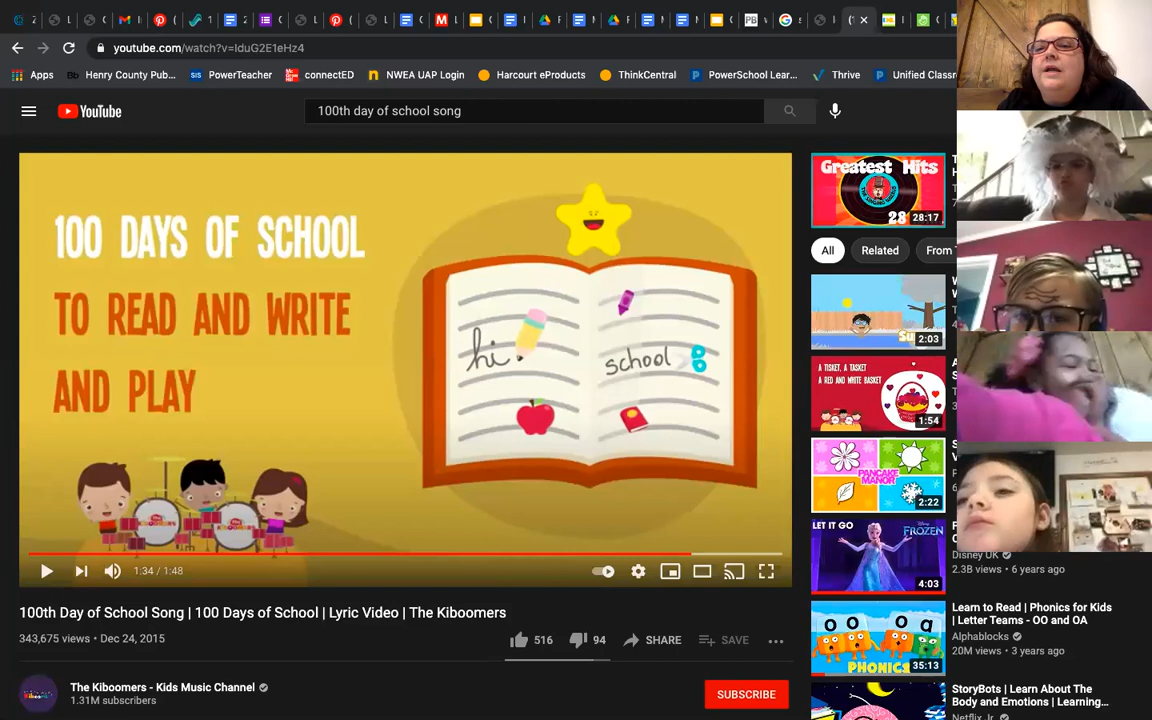 youtube.com/watch?v=IduG2E1eHz4
Apps Henry County Pub... PowerTeacher connectED NWEA UAP Login Harcourt eProducts ThinkCentral PowerSchool Lear... Thrive Unified Classr
YouTube
100th day of school song
100 DAYS OF SCHOOL
TO READ AND WRITE
AND PLAY
hi
school
1:34 / 1:48
100th Day of School Song | 100 Days of School | Lyric Video | The Kiboomers
343,675 views • Dec 24, 2015
516 94 SHARE SAVE
The Kiboomers - Kids Music Channel
1.31M subscribers
SUBSCRIBE
Greatest Hits
28
28:17
All Related From
2:03
A TISKET, A TASKET
A RED AND WHITE BASKET
1:54
PANCAKE
MANOR
2:22
LET IT GO
FROZEN
4:03
Disney UK
2.3B views • 6 years ago
oo oa
PHONICS
35:13
Learn to Read | Phonics for Kids
| Letter Teams - OO and OA
Alphablocks
20M views • 3 years ago
StoryBots | Learn About The
Body and Emotions | Learning...
Netflix Jr.